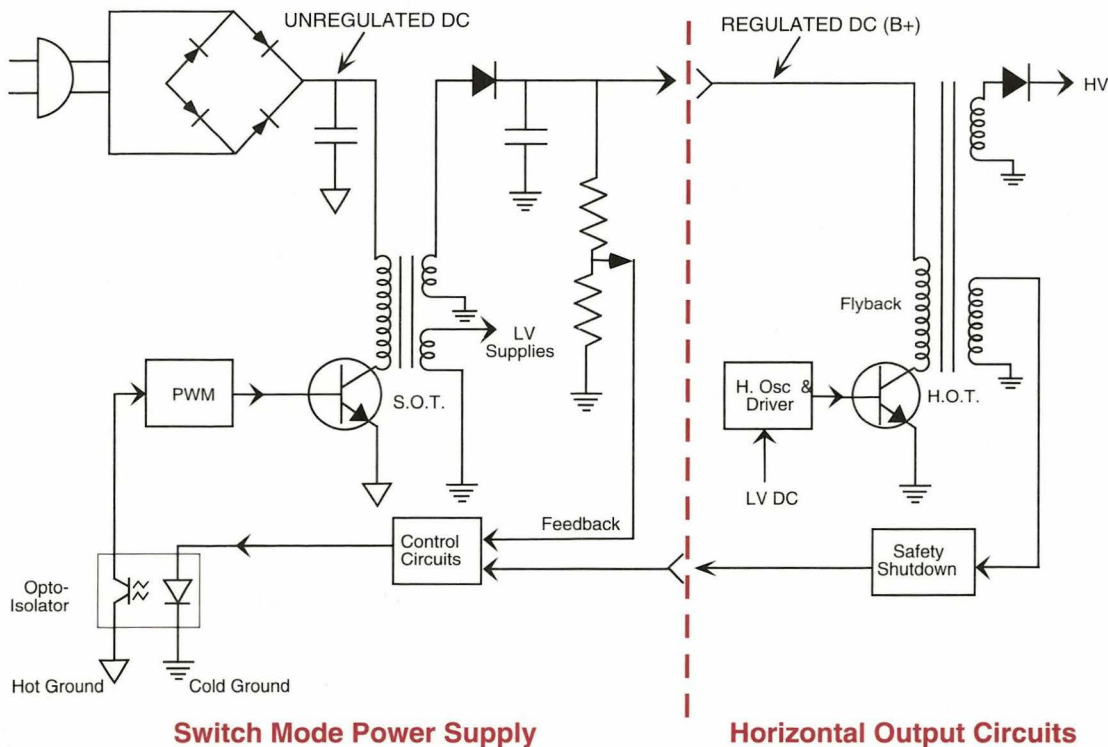 UNREGULATED DC
REGULATED DC (B+)
HV
LV
Supplies
Flyback
PWM
S.O.T.
H. Osc &
Driver
H.O.T.
LV DC
Feedback
Control
Circuits
Safety
Shutdown
Opto-
Isolator
Hot Ground
Cold Ground
Switch Mode Power Supply
Horizontal Output Circuits